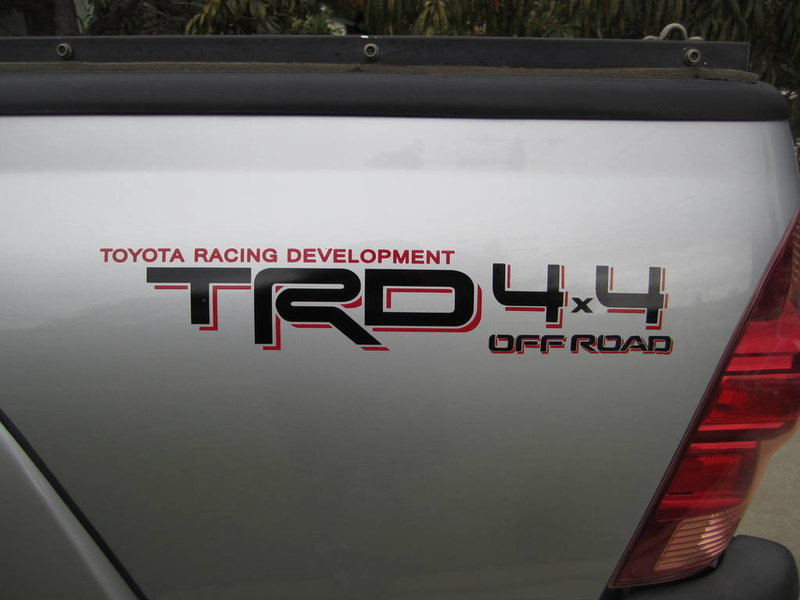 TOYOTA RACING DEVELOPMENT
TRD 4x4
OFF ROAD